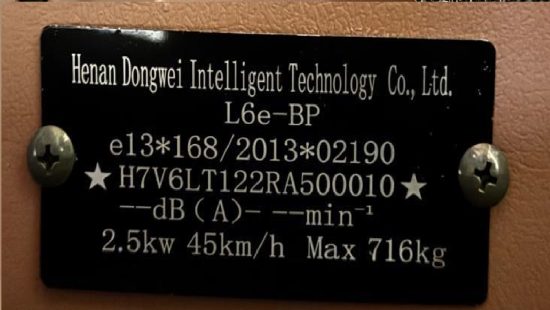 Henan Dongwei Intelligent Technology Co., Ltd.
L6e-BP
e13*168/2013*02190
★H7V6LT122RA500010★
--dB(A)- --min⁻¹
2.5kw 45km/h Max 716kg